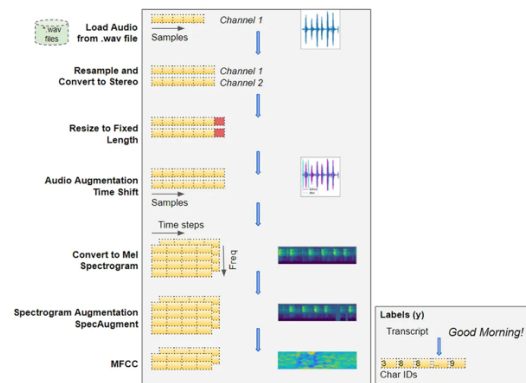 *.wav
files
Load Audio
from .wav file
Channel 1
Samples
Resample and
Convert to Stereo
Channel 1
Channel 2
Resize to Fixed
Length
Audio Augmentation
Time Shift
Samples
Time steps
Convert to Mel
Spectrogram
Freq
Spectrogram Augmentation
SpecAugment
MFCC
Labels (y)
Transcript
Good Morning!
3 8 8 ... 9
Char IDs